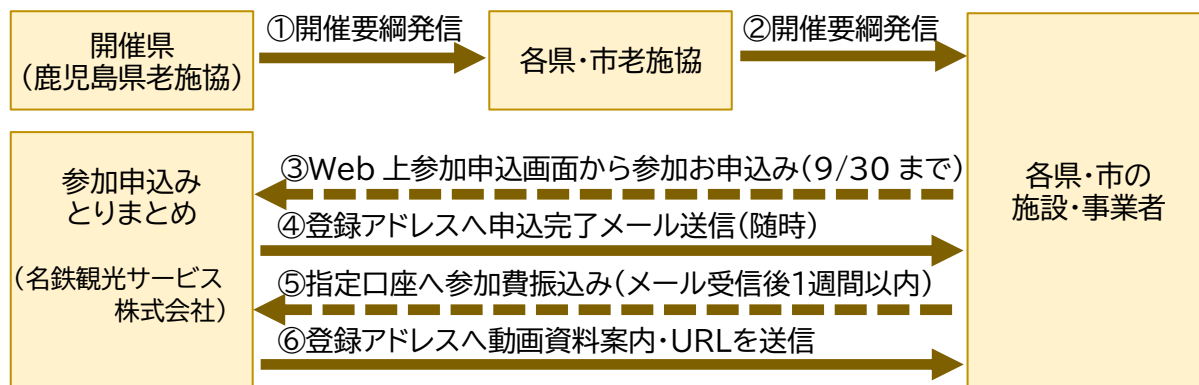 ①開催要綱発信
②開催要綱発信
開催県
(鹿児島県老施協)
各県・市老施協
③Web 上参加申込画面から参加お申込み(9/30 まで)
参加申込み
とりまとめ
(名鉄観光サービス
株式会社)
各県・市の
施設・事業者
④登録アドレスへ申込完了メール送信(随時)
⑤指定口座へ参加費振込み(メール受信後1週間以内)
⑥登録アドレスへ動画資料案内・URLを送信